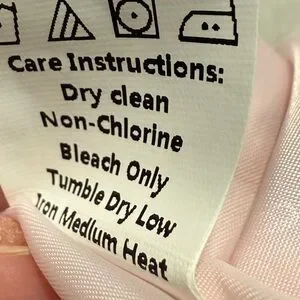 Care Instructions:
Dry clean
Non-Chlorine
Bleach Only
Tumble Dry Low
Iron Medium Heat